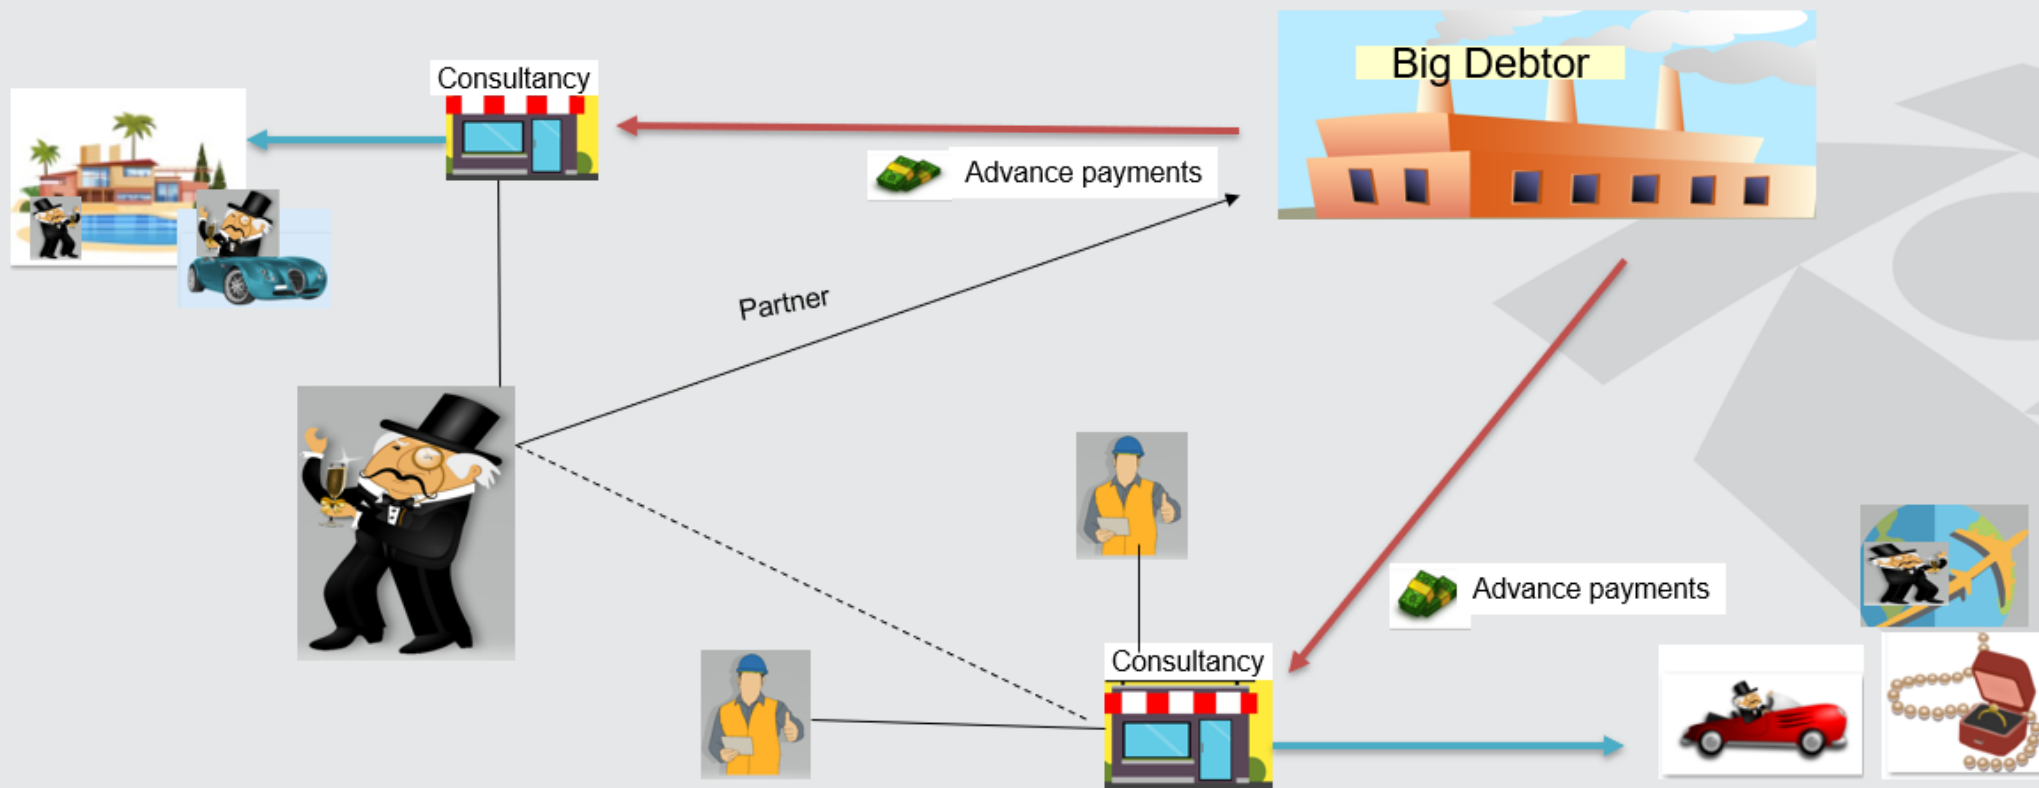 Consultancy
Big Debtor
Advance payments
Partner
Advance payments
Consultancy